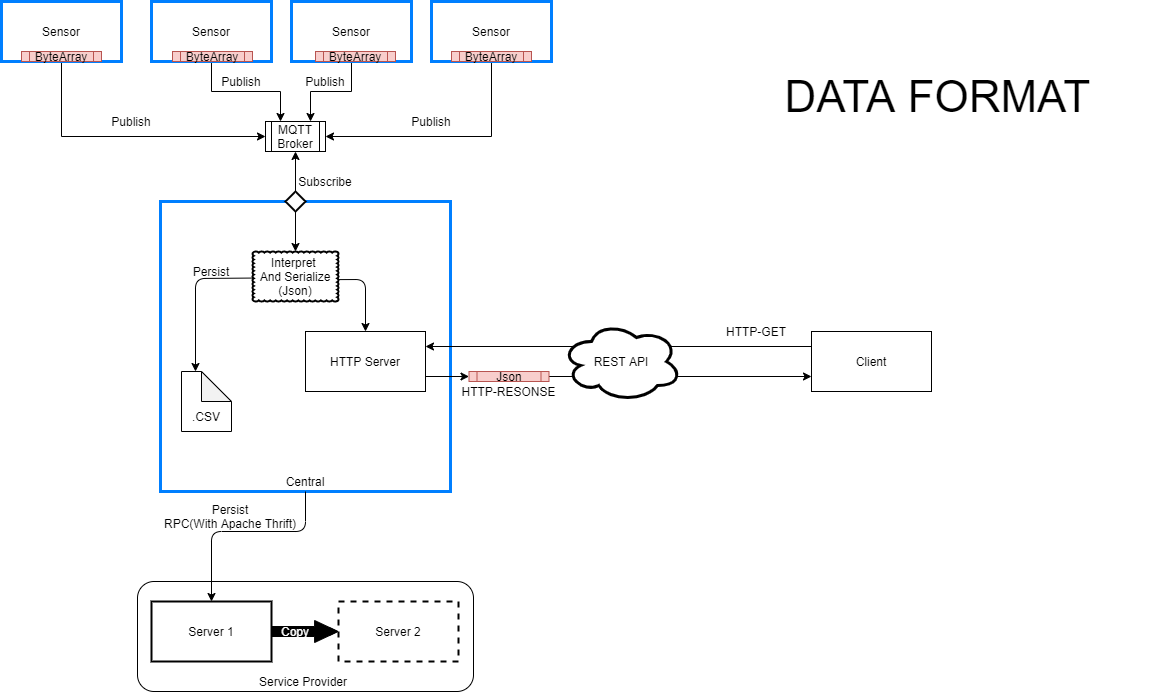 Sensor
Sensor
Sensor
Sensor
ByteArray
ByteArray
ByteArray
ByteArray
DATA FORMAT
Publish
Publish
Publish
Publish
MQTT
Broker
Subscribe
Interpret
And Serialize
(Json)
Persist
HTTP Server
HTTP-GET
REST API
Client
Json
HTTP-RESONSE
.CSV
Central
Persist
RPC(With Apache Thrift)
Server 1
Copy
Server 2
Service Provider